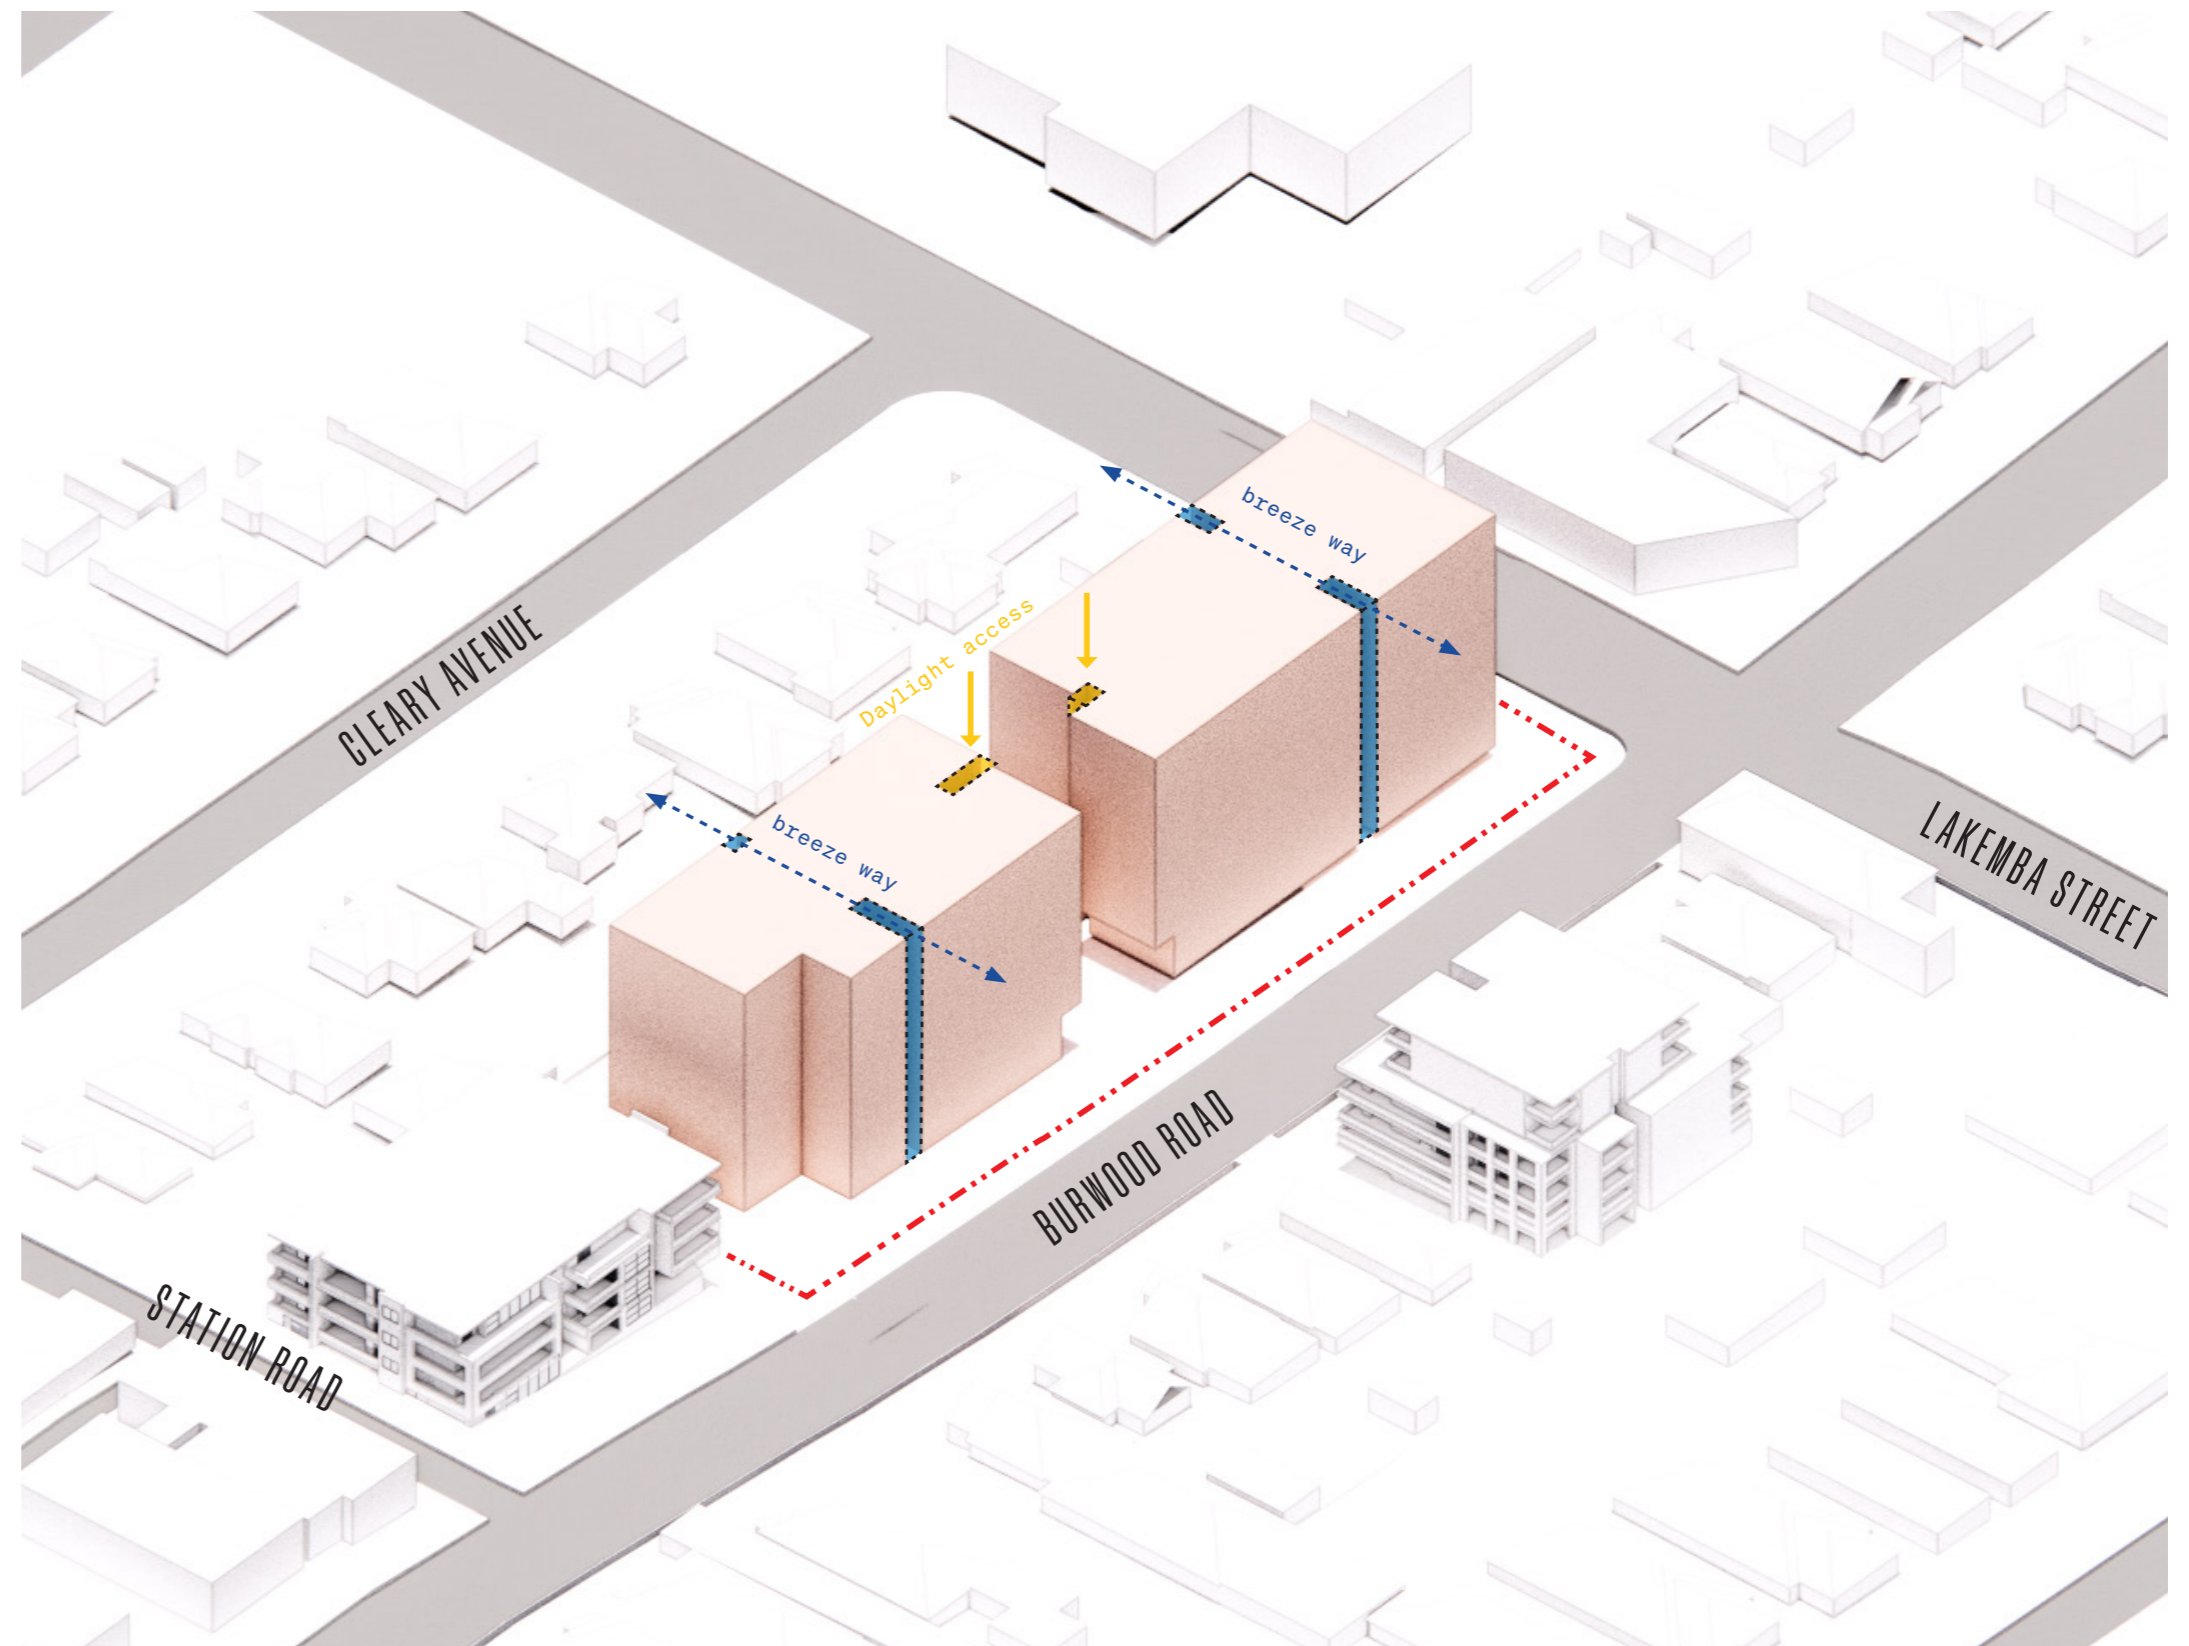 breeze way
Daylight access
CLEARY AVENUE
breeze way
LAKEMBA STREET
BURWOOD ROAD
STATION ROAD